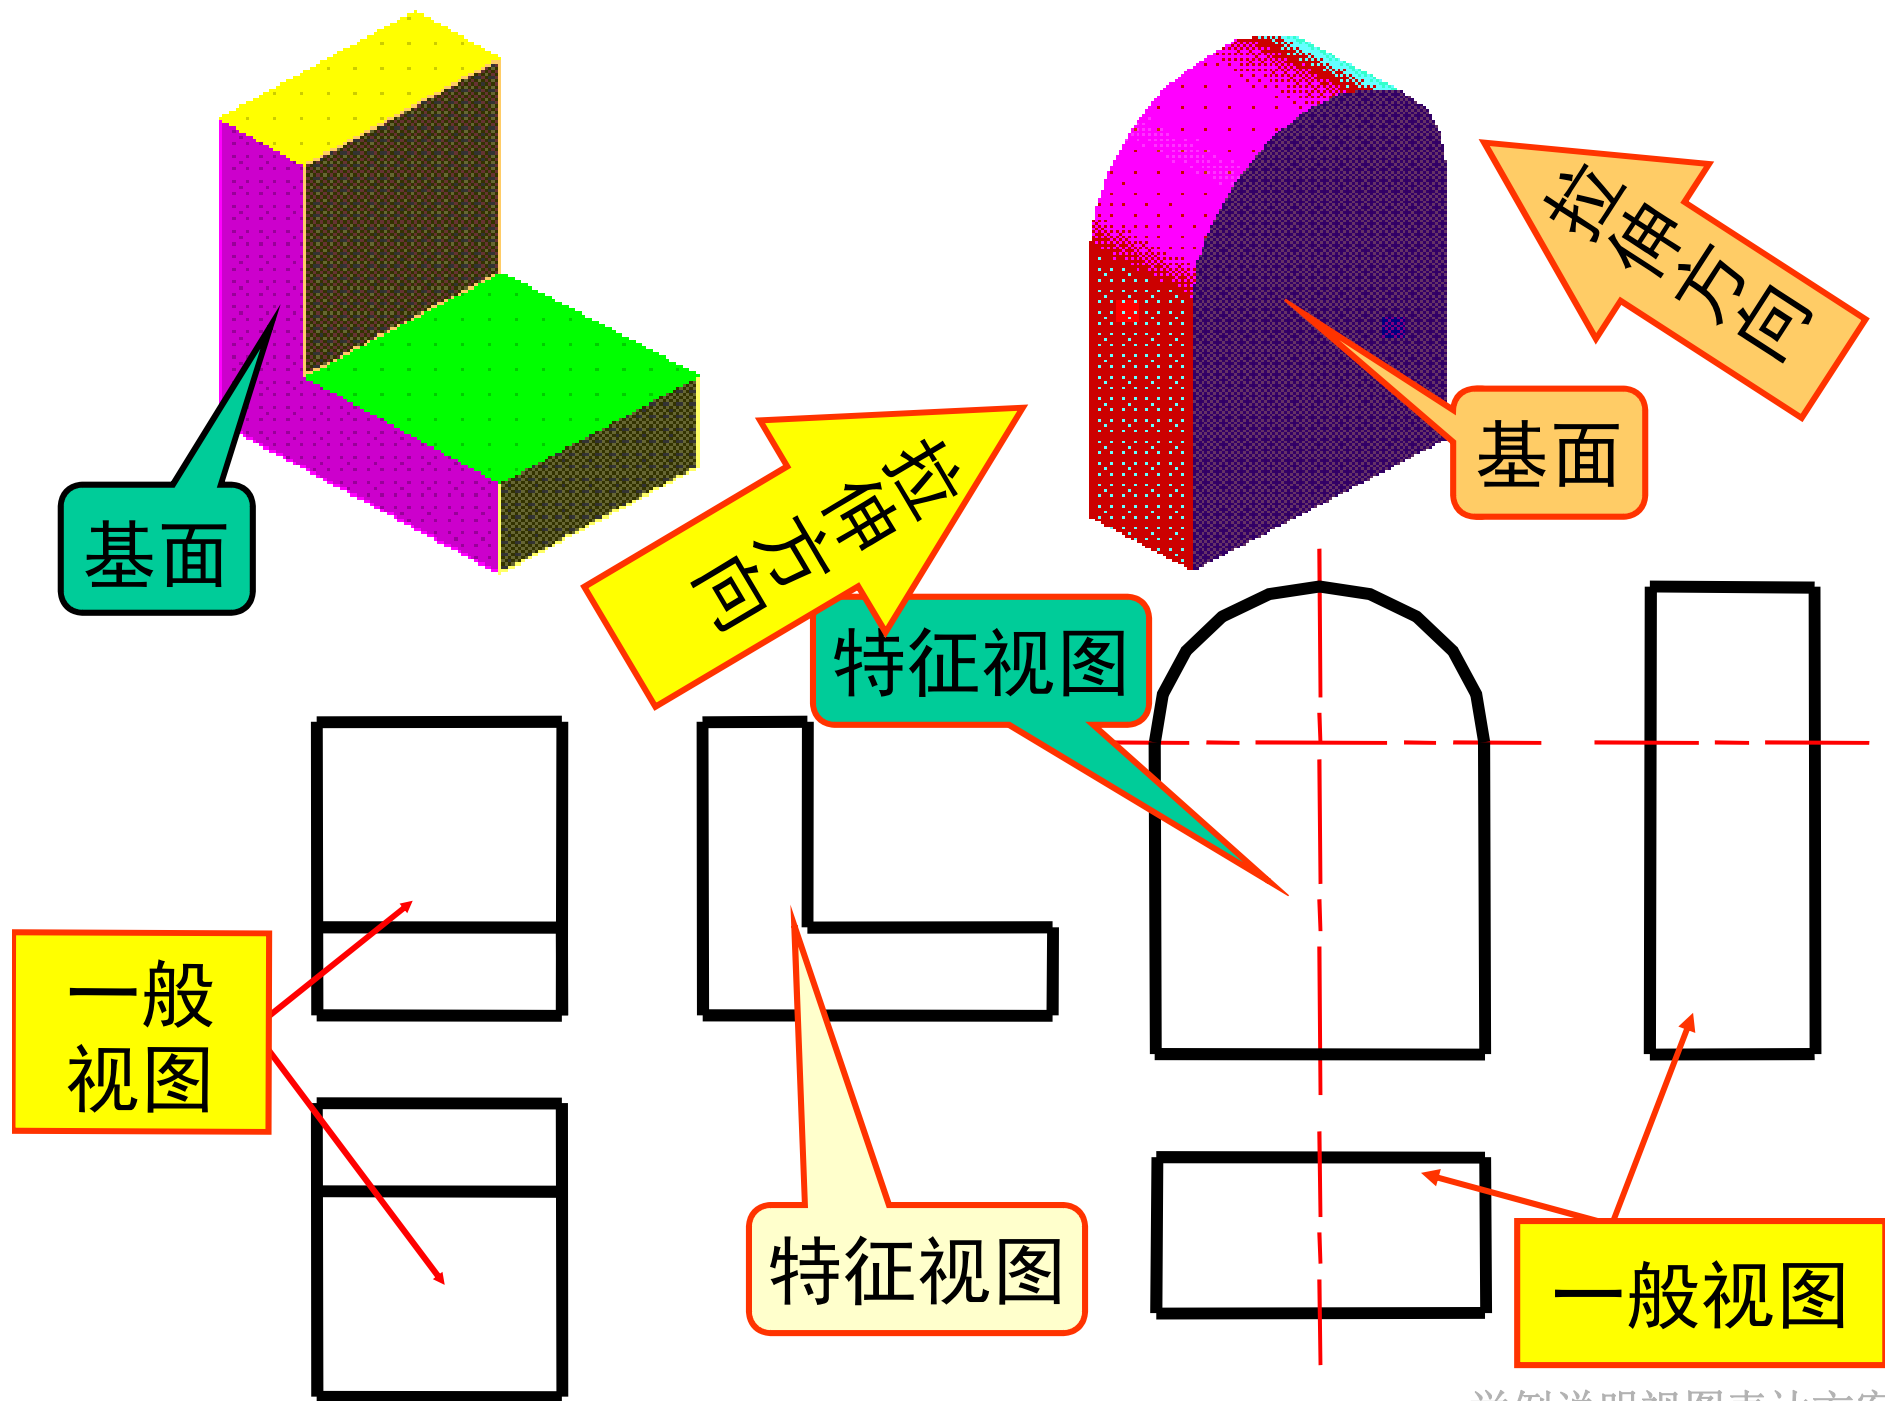 拉伸方向
基面
基面
拉伸方向
特征视图
一般
视图
特征视图
一般视图